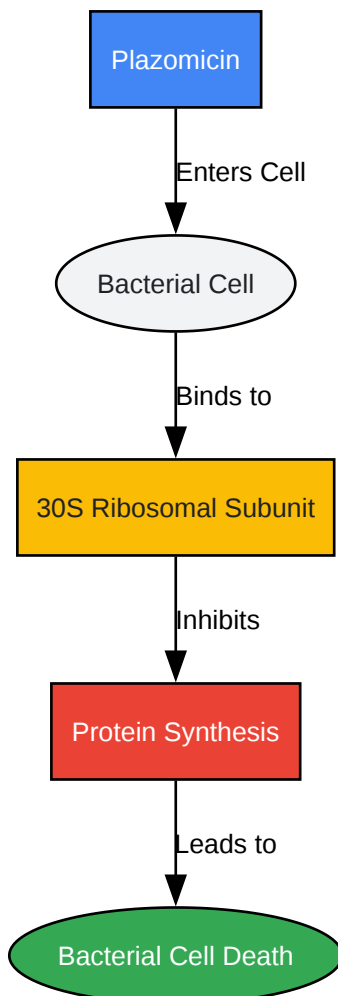 Plazomicin
Enters Cell
Bacterial Cell
Binds to
30S Ribosomal Subunit
Inhibits
Protein Synthesis
Leads to
Bacterial Cell Death